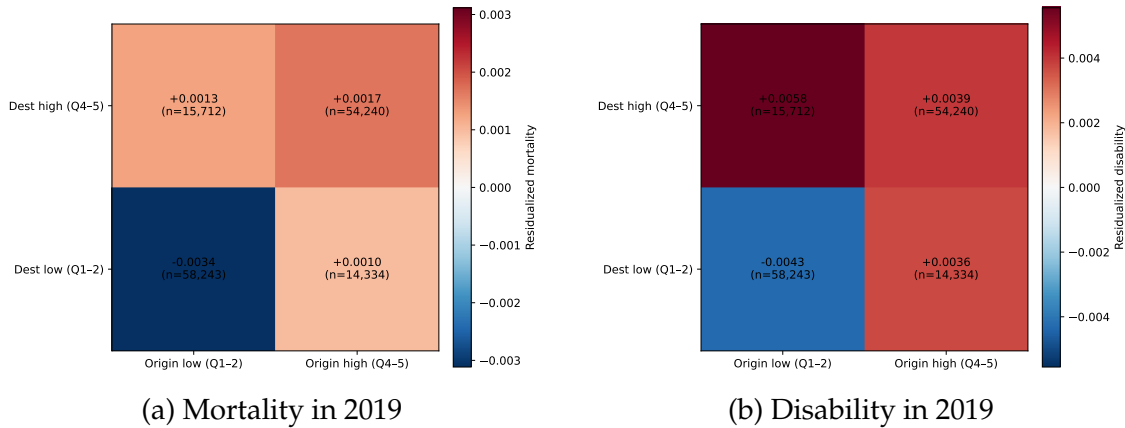 Dest high (Q4–5)
Dest low (Q1–2)
+0.0013
(n=15,712)
+0.0017
(n=54,240)
-0.0034
(n=58,243)
+0.0010
(n=14,334)
Origin low (Q1–2)
Origin high (Q4–5)
0.003
0.002
0.001
0.000
−0.001
−0.002
−0.003
Residualized mortality
(a) Mortality in 2019
Dest high (Q4–5)
Dest low (Q1–2)
+0.0058
(n=15,712)
+0.0039
(n=54,240)
-0.0043
(n=58,243)
+0.0036
(n=14,334)
Origin low (Q1–2)
Origin high (Q4–5)
0.004
0.002
0.000
−0.002
−0.004
Residualized disability
(b) Disability in 2019